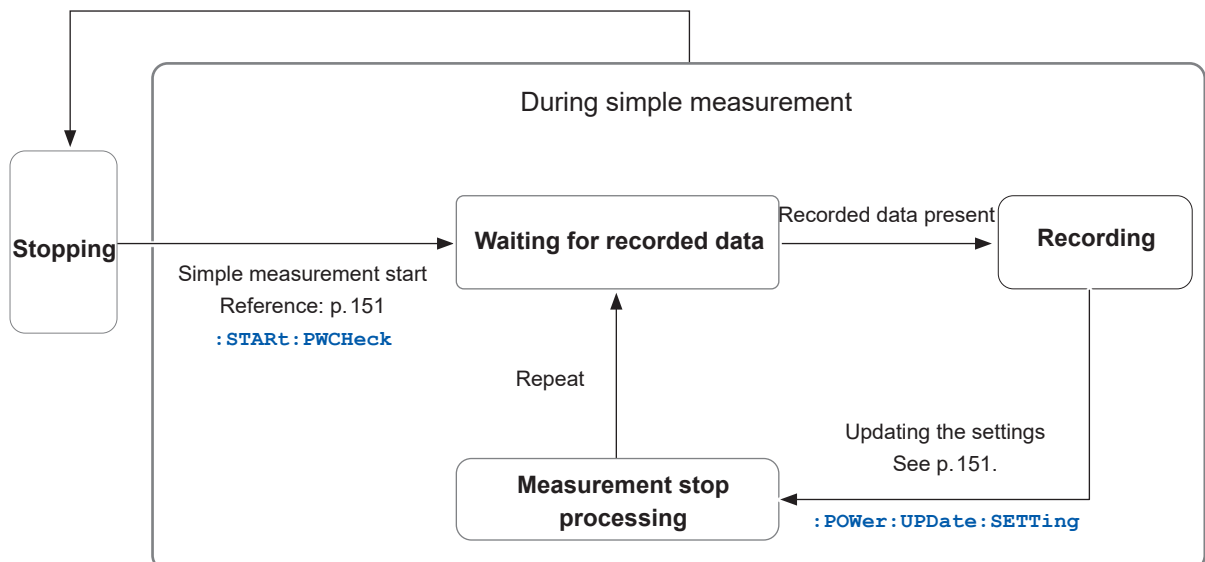 During simple measurement
Stopping
Waiting for recorded data
Recorded data present
Recording
Simple measurement start
Reference: p.151
:STARt:PWCHeck
Repeat
Updating the settings
See p.151.
Measurement stop
processing
:POWer:UPDate:SETTing